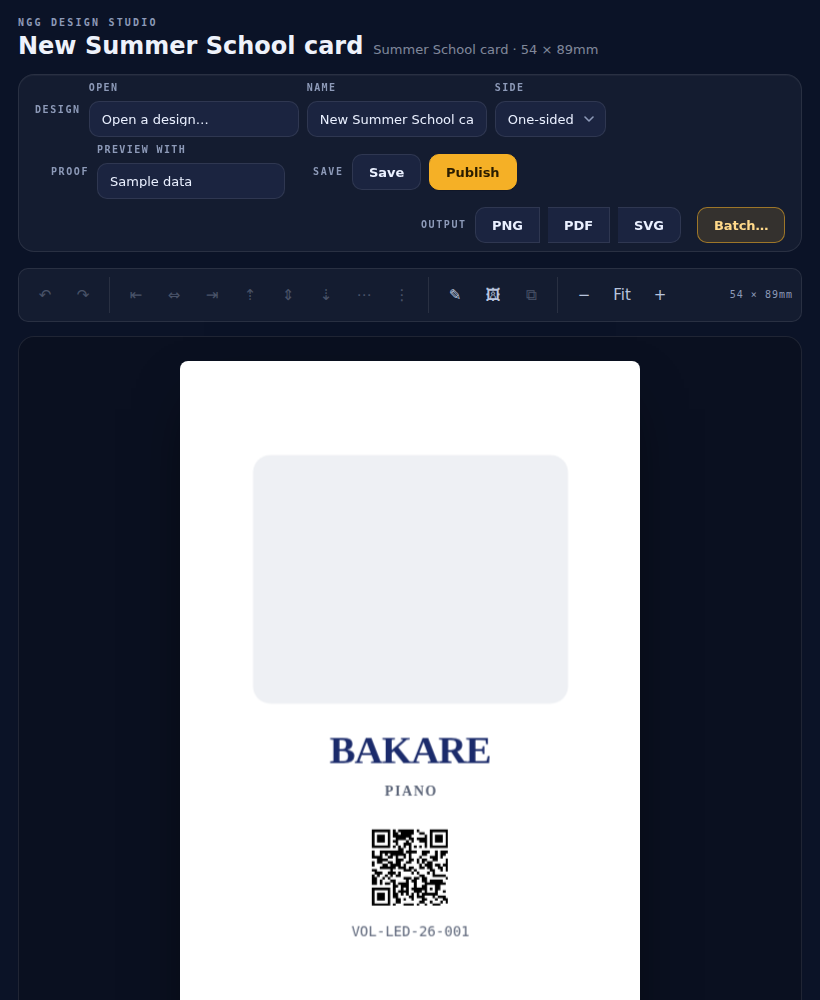 NGG DESIGN STUDIO
New Summer School card Summer School card · 54 × 89mm
OPEN NAME SIDE
DESIGN Open a design… New Summer School ca One-sided
PREVIEW WITH
PROOF Sample data SAVE Save Publish
OUTPUT PNG PDF SVG Batch…
Fit 54 × 89mm
BAKARE
PIANO
VOL-LED-26-001